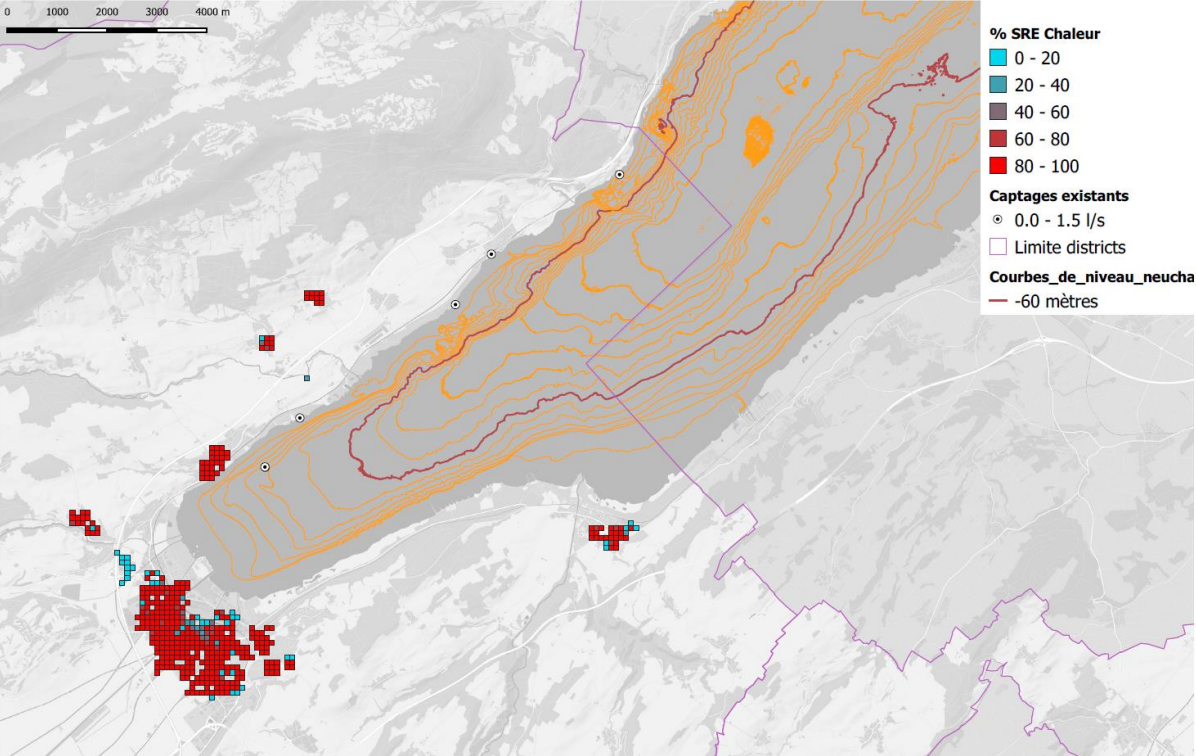 0 1000 2000 3000 4000 m
% SRE Chaleur
0 - 20
20 - 40
40 - 60
60 - 80
80 - 100
Captages existants
0.0 - 1.5 l/s
Limite districts
Courbes_de_niveau_neucha
-60 mètres